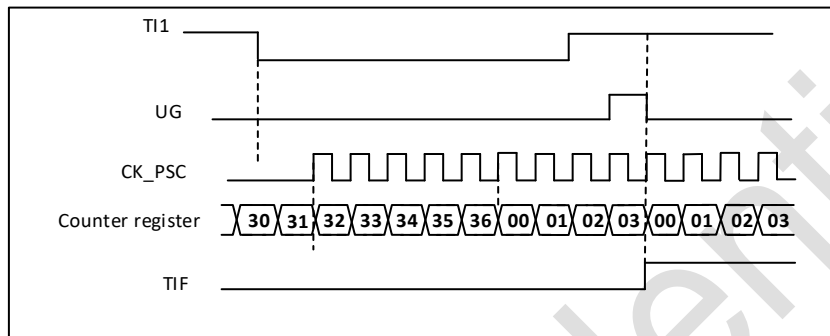 TI1
UG
CK_PSC
Counter register 30 31 32 33 34 35 36 00 01 02 03 00 01 02 03
TIF